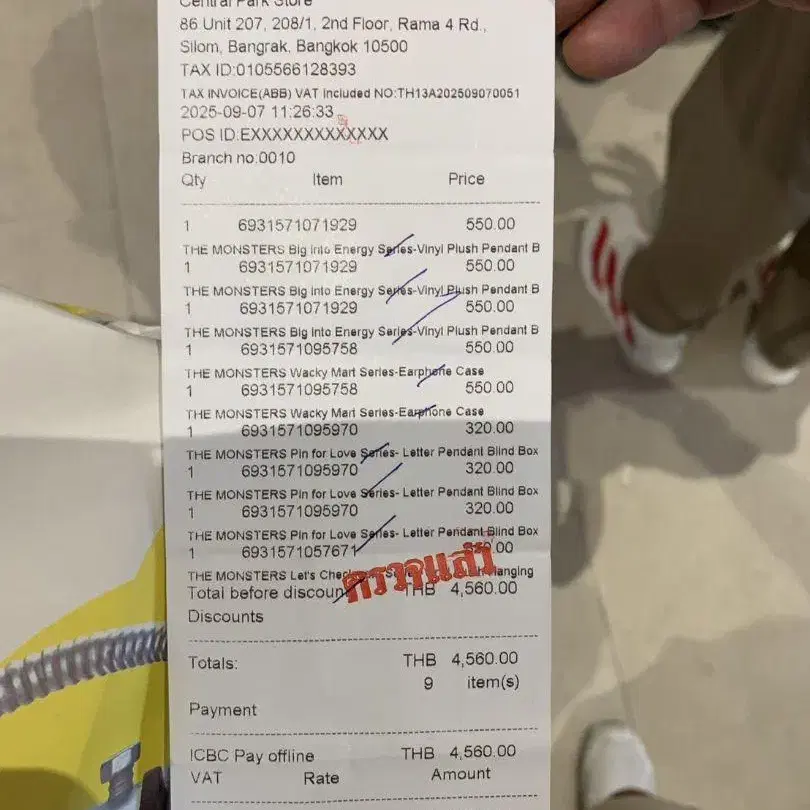 Central Park Store
86 Unit 207, 208/1, 2nd Floor, Rama 4 Rd.,
Silom, Bangrak, Bangkok 10500
TAX ID:0105566128393
TAX INVOICE(ABB) VAT Included NO:TH13A202509070051
2025-09-07 11:26:33
POS ID:EXXXXXXXXXXXXX
Branch no.0010
Qty Item Price
1 6931571071929 550.00
THE MONSTERS Big Into Energy Series-Vinyl Plush Pendant B
1 6931571071929 550.00
THE MONSTERS Big Into Energy Series-Vinyl Plush Pendant B
1 6931571071929 550.00
THE MONSTERS Big Into Energy Series-Vinyl Plush Pendant B
1 6931571095758 550.00
THE MONSTERS Wacky Mart Series-Earphone Case
1 6931571095758 550.00
THE MONSTERS Wacky Mart Series-Earphone Case
1 6931571095970 320.00
THE MONSTERS Pin for Love Series- Letter Pendant Blind Box
1 6931571095970 320.00
THE MONSTERS Pin for Love Series- Letter Pendant Blind Box
1 6931571095970 320.00
THE MONSTERS Pin for Love Series- Letter Pendant Blind Box
1 6931571057671
THE MONSTERS Let's Hanging
ตรวจแล้ว
Total before discount THB 4,560.00
Discounts
Totals: THB 4,560.00
9 item(s)
Payment
ICBC Pay offline THB 4,560.00
VAT Rate Amount